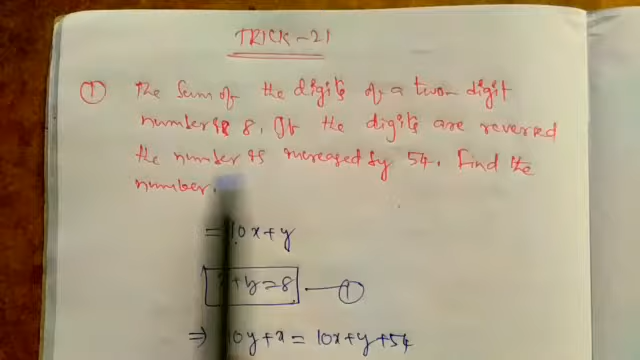 TRICK-21
① The Sum of the digits of a two digit
number is 8. If the digits are reversed
the number is increased by 54. Find the
number.
= 10x+y
x+y=8 — ①
⇒ 10y+x = 10x+y+54